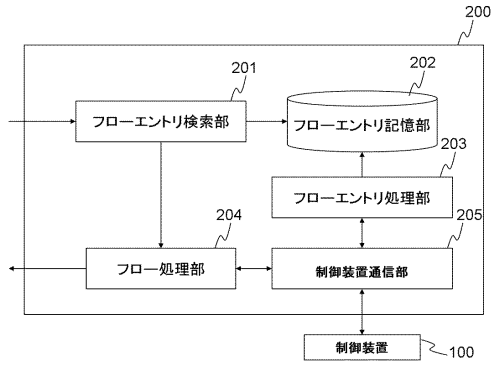 200
201
202
フローエントリ検索部
フローエントリ記憶部
203
フローエントリ処理部
204
205
フロー処理部
制御装置通信部
制御装置
100